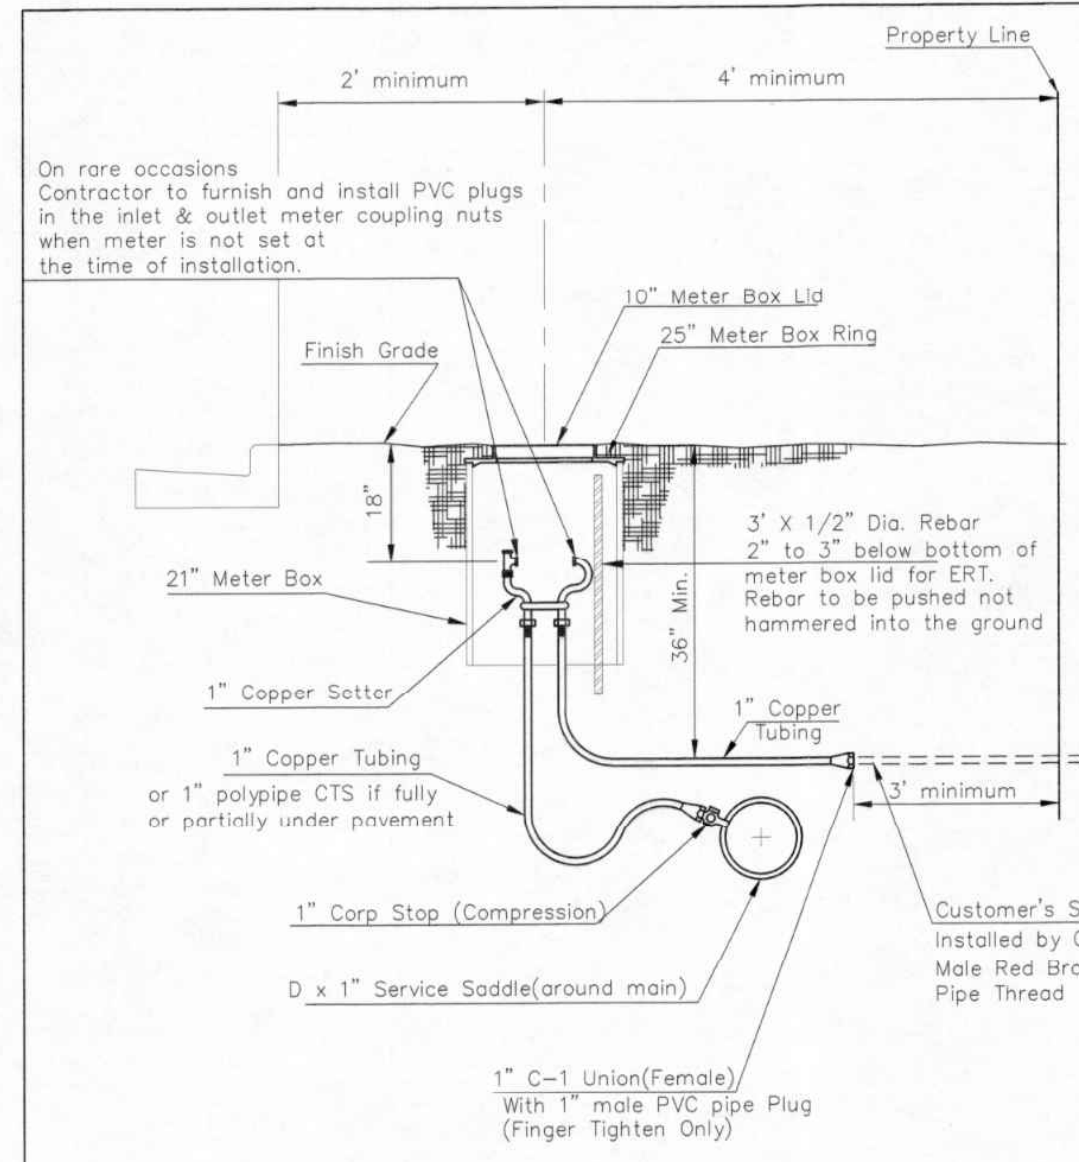 Property Line
2' minimum
4' minimum
On rare occasions
Contractor to furnish and install PVC plugs
in the inlet & outlet meter coupling nuts
when meter is not set at
the time of installation.
10" Meter Box Lid
25" Meter Box Ring
Finish Grade
18"
3' X 1/2" Dia. Rebar
2" to 3" below bottom of
meter box lid for ERT.
Rebar to be pushed not
hammered into the ground
21" Meter Box
36" Min.
1" Copper Setter
1" Copper
Tubing
1" Copper Tubing
or 1" polypipe CTS if fully
or partially under pavement
3' minimum
1" Corp Stop (Compression)
Customer's
Installed by
Male Red
Pipe Thread
D x 1" Service Saddle(around main)
1" C-1 Union(Female)
With 1" male PVC pipe Plug
(Finger Tighten Only)